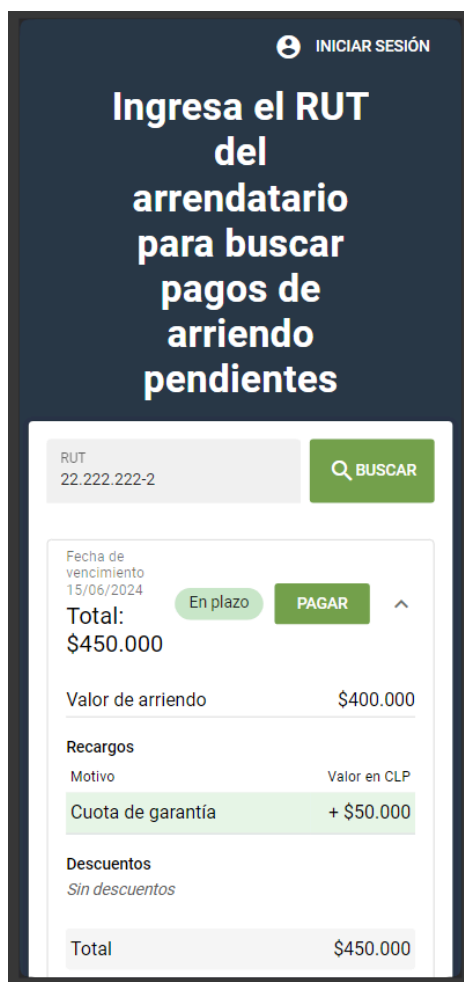 INICIAR SESIÓN
Ingresa el RUT
del
arrendatario
para buscar
pagos de
arriendo
pendientes
RUT
22.222.222-2
BUSCAR
Fecha de
vencimiento
15/06/2024
Total:
$450.000
En plazo
PAGAR
Valor de arriendo $400.000
Recargos
Motivo Valor en CLP
Cuota de garantía + $50.000
Descuentos
Sin descuentos
Total $450.000